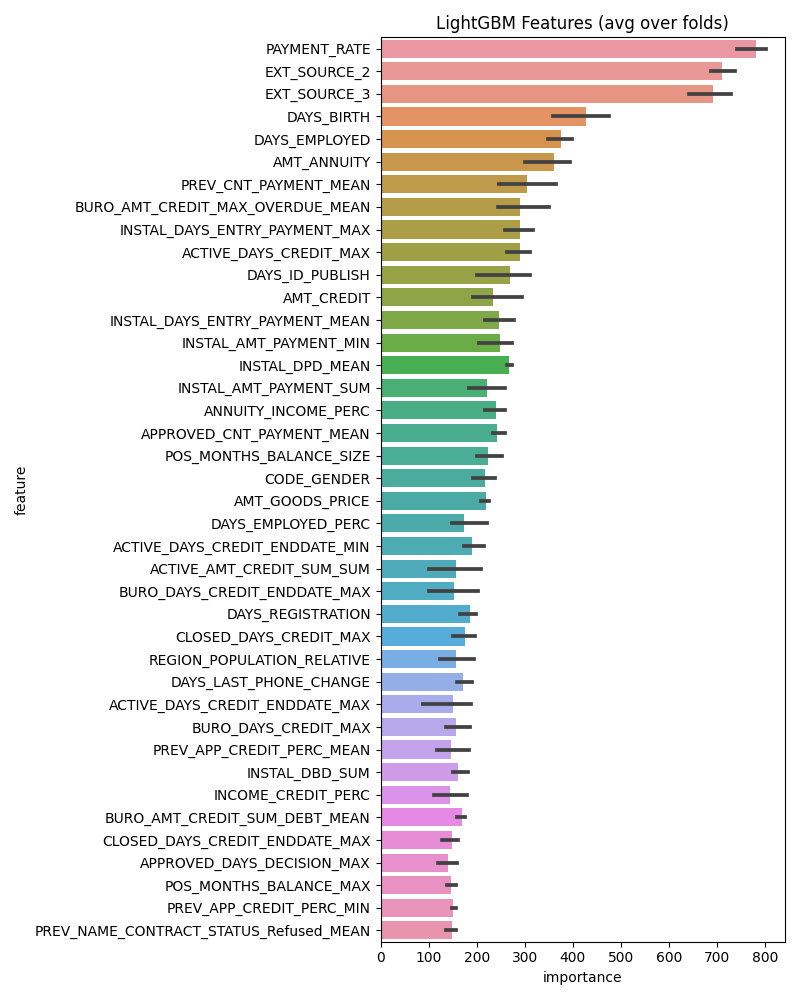 LightGBM Features (avg over folds)
PAYMENT_RATE
EXT_SOURCE_2
EXT_SOURCE_3
DAYS_BIRTH
DAYS_EMPLOYED
AMT_ANNUITY
PREV_CNT_PAYMENT_MEAN
BURO_AMT_CREDIT_MAX_OVERDUE_MEAN
INSTAL_DAYS_ENTRY_PAYMENT_MAX
ACTIVE_DAYS_CREDIT_MAX
DAYS_ID_PUBLISH
AMT_CREDIT
INSTAL_DAYS_ENTRY_PAYMENT_MEAN
INSTAL_AMT_PAYMENT_MIN
INSTAL_DPD_MEAN
INSTAL_AMT_PAYMENT_SUM
ANNUITY_INCOME_PERC
APPROVED_CNT_PAYMENT_MEAN
POS_MONTHS_BALANCE_SIZE
CODE_GENDER
AMT_GOODS_PRICE
DAYS_EMPLOYED_PERC
ACTIVE_DAYS_CREDIT_ENDDATE_MIN
ACTIVE_AMT_CREDIT_SUM_SUM
BURO_DAYS_CREDIT_ENDDATE_MAX
DAYS_REGISTRATION
CLOSED_DAYS_CREDIT_MAX
REGION_POPULATION_RELATIVE
DAYS_LAST_PHONE_CHANGE
ACTIVE_DAYS_CREDIT_ENDDATE_MAX
BURO_DAYS_CREDIT_MAX
PREV_APP_CREDIT_PERC_MEAN
INSTAL_DBD_SUM
INCOME_CREDIT_PERC
BURO_AMT_CREDIT_SUM_DEBT_MEAN
CLOSED_DAYS_CREDIT_ENDDATE_MAX
APPROVED_DAYS_DECISION_MAX
POS_MONTHS_BALANCE_MAX
PREV_APP_CREDIT_PERC_MIN
PREV_NAME_CONTRACT_STATUS_Refused_MEAN
feature
0 100 200 300 400 500 600 700 800
importance